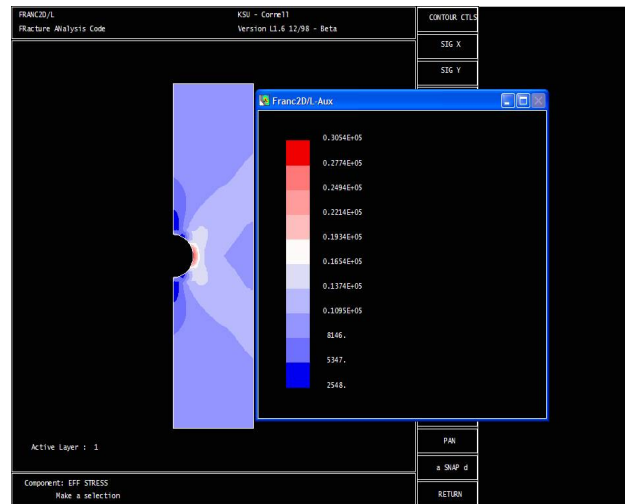 FRANC2D/L
KSU - Cornell
CONTOUR CTLS
FRacture ANalysis Code
Version L1.6 12/98 - Beta
SIG X
SIG Y
Franc2D/L-Aux
0.3054E+05
0.2774E+05
0.2494E+05
0.2214E+05
0.1934E+05
0.1654E+05
0.1374E+05
0.1095E+05
8146.
5347.
2548.
Active Layer : 1
PAN
a SNAP d
Component: EFF STRESS
Make a selection
RETURN